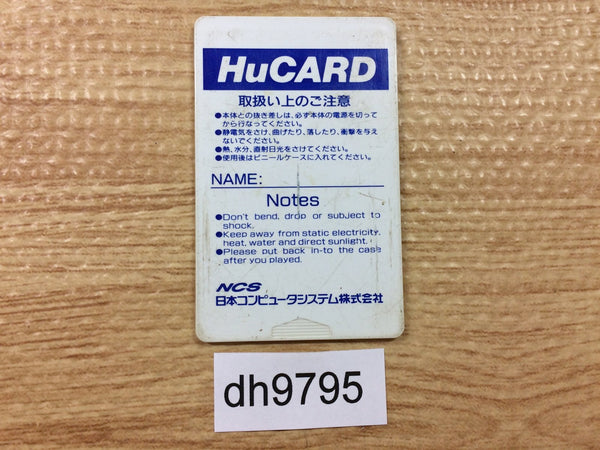 HuCARD
取扱い上のご注意
●本体との抜き差しは、必ず本体の電源を切って
から行なってください。
●静電気をさけ、曲げたり、落したり、衝撃を与え
ないでください。
●熱、水分、直射日光をさけてください。
●使用後はビニールケースに入れてください。
NAME:
Notes
●Don't bend, drop or subject to
shock.
●Keep away from static electricity,
heat, water and direct sunlight.
●Please put back in-to the case
after you played.
NCS
日本コンピュータシステム株式会社
dh9795